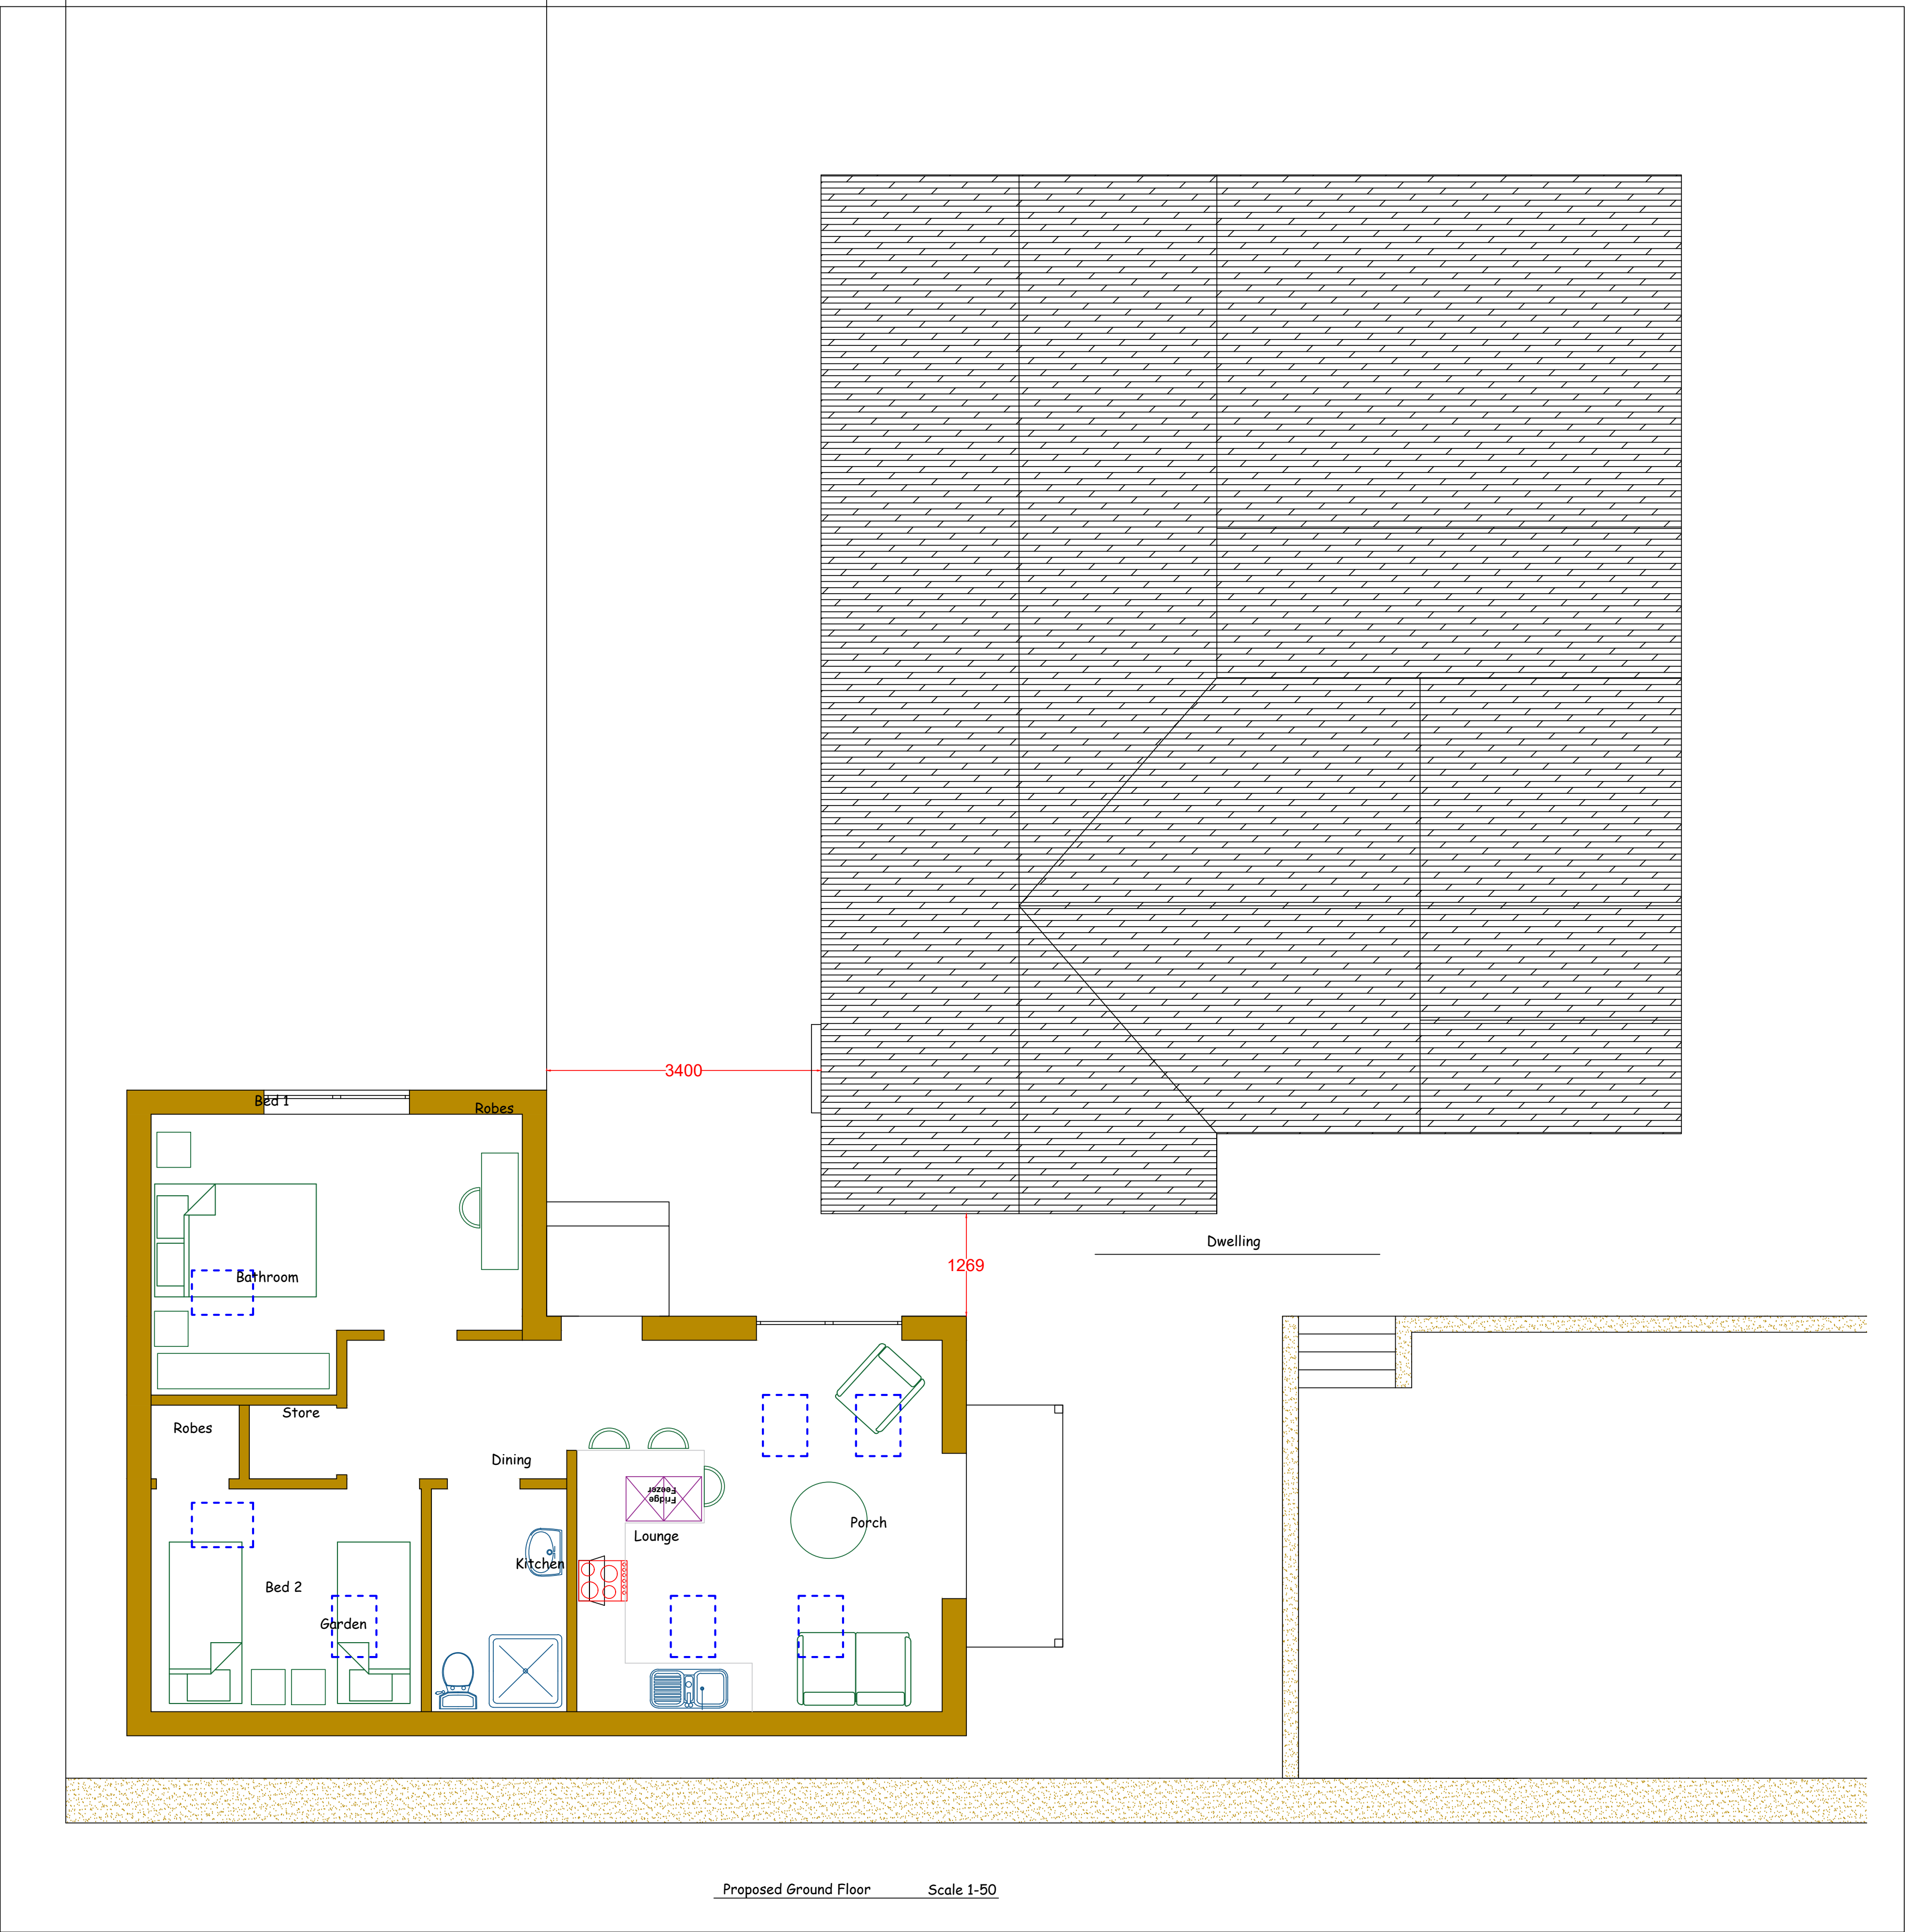 3400
Bed 1
Robes
Dwelling
1269
Bathroom
Store
Robes
Dining
Fridge
Feezer
Porch
Lounge
Kitchen
Bed 2
Garden
Proposed Ground Floor Scale 1-50